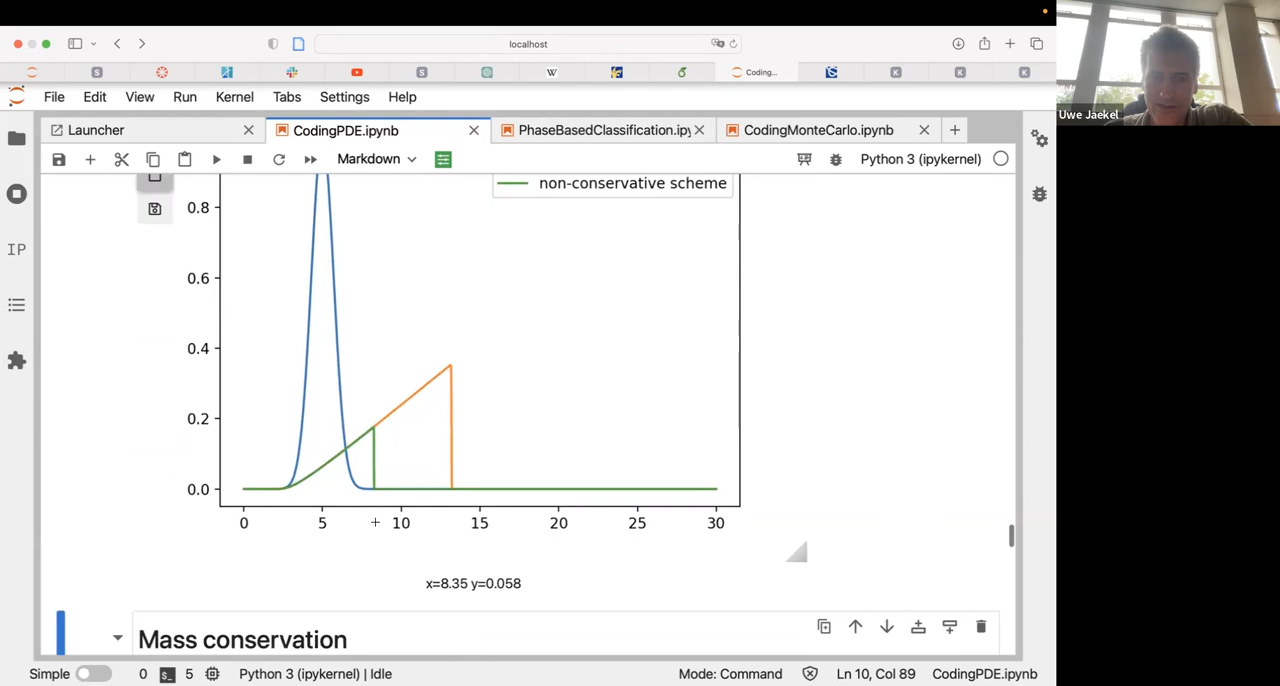 localhost
S
S
W
Coding...
K
K
K
File Edit View Run Kernel Tabs Settings Help
Uwe Jaekel
Launcher
CodingPDE.ipynb
PhaseBasedClassification.ipy
CodingMonteCarlo.ipynb
Markdown
Python 3 (ipykernel)
non-conservative scheme
IP
0.8
0.6
0.4
0.2
0.0
0 5 10 15 20 25 30
x=8.35 y=0.058
Mass conservation
Simple 0 5 Python 3 (ipykernel) | Idle Mode: Command Ln 10, Col 89 CodingPDE.ipynb